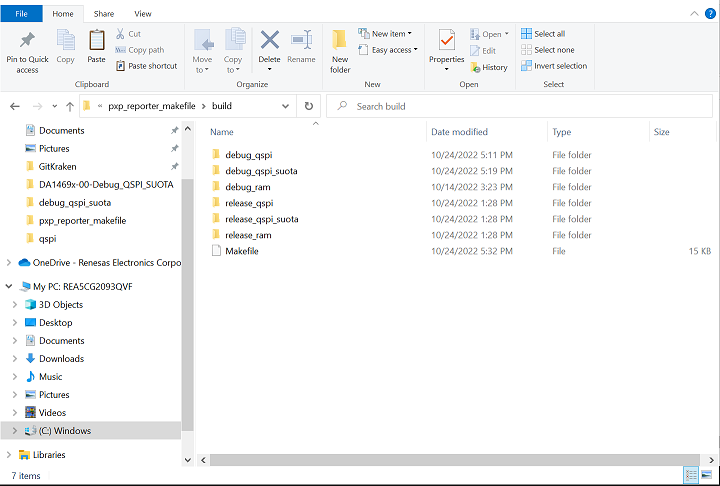 File Home Share View
Pin to Quick access
Copy
Paste
Cut
Copy path
Paste shortcut
Clipboard
Move to
Copy to
Delete
Rename
Organize
New folder
New item
Easy access
New
Properties
Open
Edit
History
Open
Select all
Select none
Invert selection
Select
« pxp_reporter_makefile > build
Search build
Documents
Pictures
GitKraken
DA1469x-00-Debug_QSPI_SUOTA
debug_qspi_suota
pxp_reporter_makefile
qspi
OneDrive - Renesas Electronics Corpo
My PC: REA5CG2093QVF
3D Objects
Desktop
Documents
Downloads
Music
Pictures
Videos
(C:) Windows
Libraries
Name Date modified Type Size
debug_qspi 10/24/2022 5:11 PM File folder
debug_qspi_suota 10/24/2022 5:19 PM File folder
debug_ram 10/14/2022 3:23 PM File folder
release_qspi 10/24/2022 1:28 PM File folder
release_qspi_suota 10/24/2022 1:28 PM File folder
release_ram 10/24/2022 1:28 PM File folder
Makefile 10/24/2022 5:32 PM File 15 KB
7 items